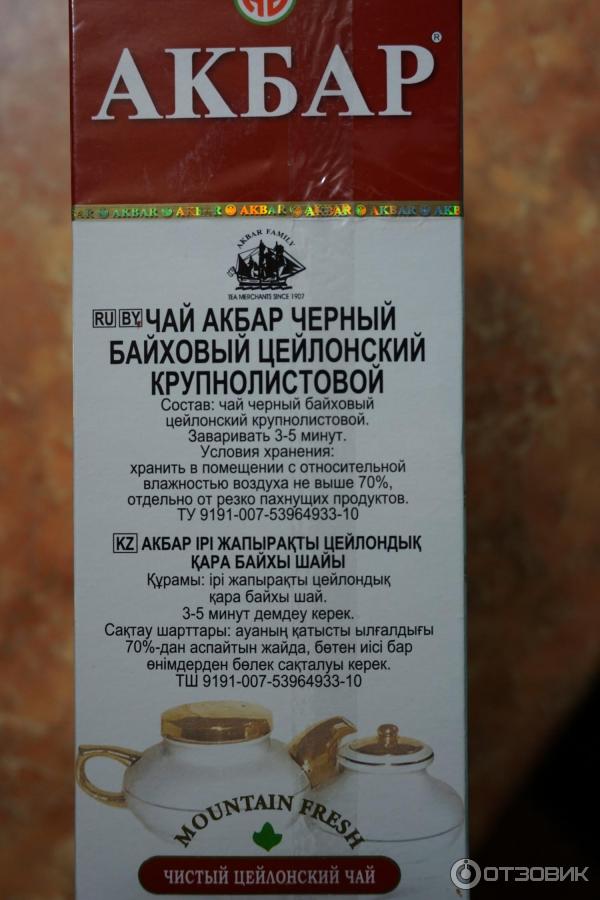 АКБАР®
AR AKBAR AKBAR AKBAR AKBAR AKBAR AKB
AKBAR FAMILY
TEA MERCHANTS SINCE 1907
RU BY ЧАЙ АКБАР ЧЕРНЫЙ
БАЙХОВЫЙ ЦЕЙЛОНСКИЙ
КРУПНОЛИСТОВОЙ
Состав: чай черный байховый
цейлонский крупнолистовой.
Заваривать 3-5 минут.
Условия хранения:
хранить в помещении с относительной
влажностью воздуха не выше 70%,
отдельно от резко пахнущих продуктов.
ТУ 9191-007-53964933-10
KZ АКБАР ІРІ ЖАПЫРАҚТЫ ЦЕЙЛОНДЫҚ
ҚАРА БАЙХЫ ШАЙЫ
Құрамы: ірі жапырақты цейлондық
қара байхы шай.
3-5 минут демдеу керек.
Сақтау шарттары: ауаның қатысты ылғалдығы
70%-дан аспайтын жайда, бөтен иісі бар
өнімдерден бөлек сақталуы керек.
ТШ 9191-007-53964933-10
MOUNTAIN FRESH
ЧИСТЫЙ ЦЕЙЛОНСКИЙ ЧАЙ
ОТЗОВИК